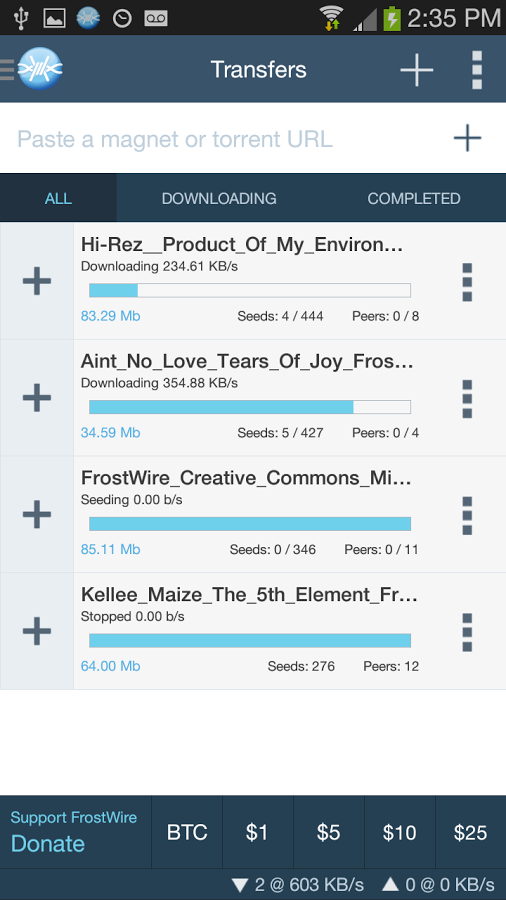 2:35 PM
Transfers
Paste a magnet or torrent URL
ALL DOWNLOADING COMPLETED
Hi-Rez__Product_Of_My_Environ...
Downloading 234.61 KB/s
83.29 Mb Seeds: 4 / 444 Peers: 0 / 8
Aint_No_Love_Tears_Of_Joy_Fros...
Downloading 354.88 KB/s
34.59 Mb Seeds: 5 / 427 Peers: 0 / 4
FrostWire_Creative_Commons_Mi...
Seeding 0.00 b/s
85.11 Mb Seeds: 0 / 346 Peers: 0 / 11
Kellee_Maize_The_5th_Element_Fr...
Stopped 0.00 b/s
64.00 Mb Seeds: 276 Peers: 12
Support FrostWire
Donate BTC $1 $5 $10 $25
2 @ 603 KB/s 0 @ 0 KB/s